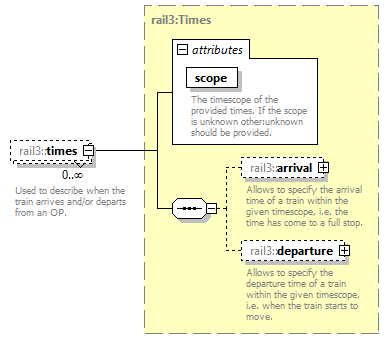 rail3:Times
attributes
scope
The timescope of the
provided times. If the scope
is unknown other:unknown
should be provided.
rail3::times
0..∞
Used to describe when the
train arrives and/or departs
from an OP.
rail3::arrival
Allows to specify the arrival
time of a train within the
given timescope, i.e. the
time has come to a full stop.
rail3::departure
Allows to specify the
departure time of a train
within the given timescope,
i.e. when the train starts to
move.